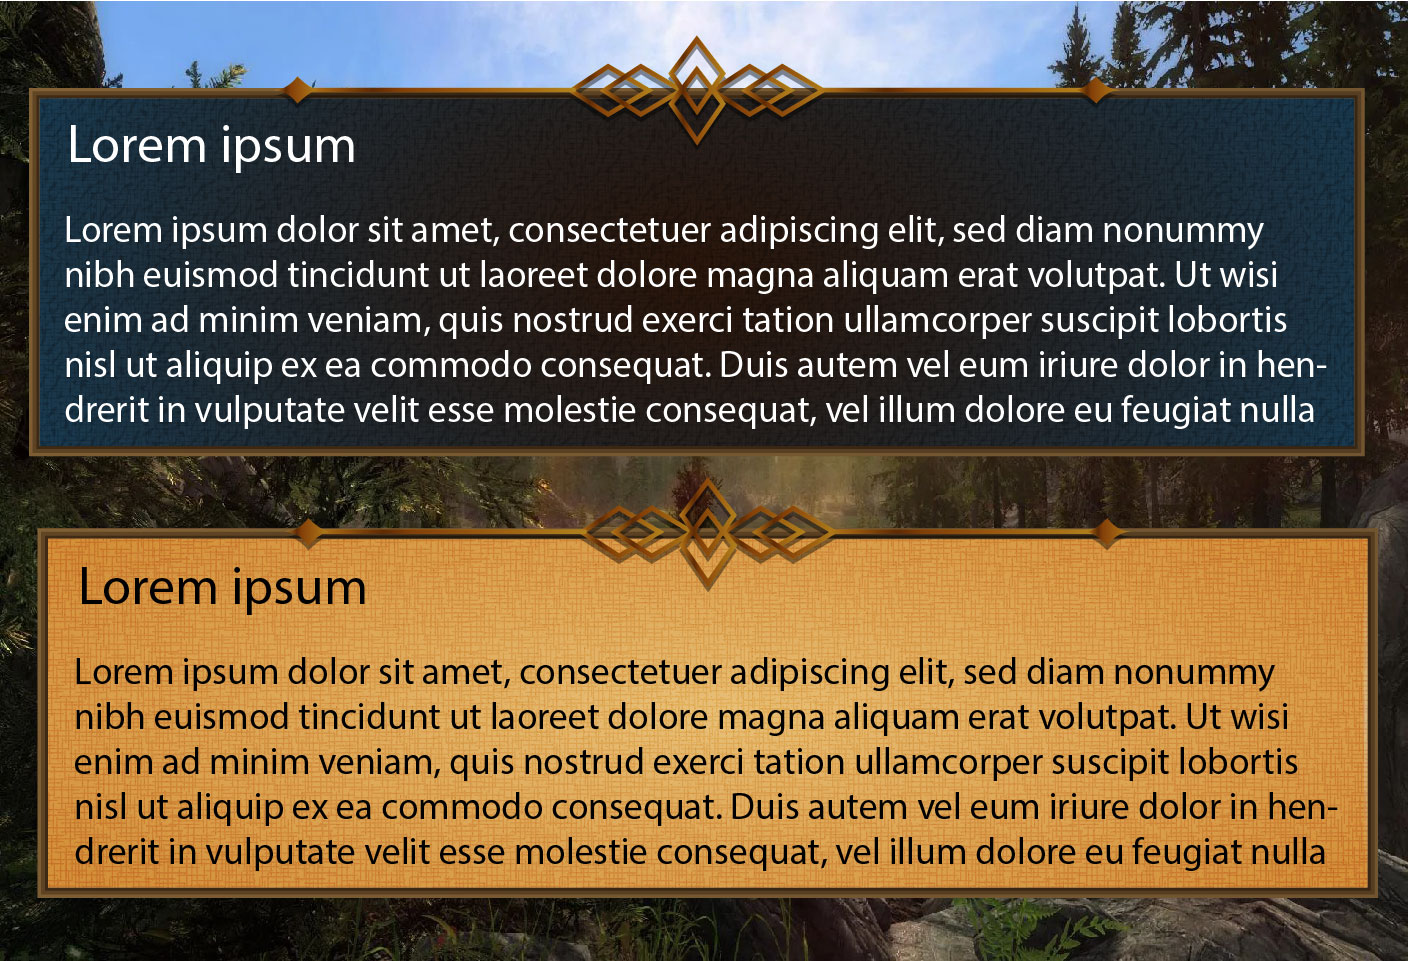 Lorem ipsum
Lorem ipsum dolor sit amet, consectetuer adipiscing elit, sed diam nonummy
nibh euismod tincidunt ut laoreet dolore magna aliquam erat volutpat. Ut wisi
enim ad minim veniam, quis nostrud exerci tation ullamcorper suscipit lobortis
nisl ut aliquip ex ea commodo consequat. Duis autem vel eum iriure dolor in hen-
drerit in vulputate velit esse molestie consequat, vel illum dolore eu feugiat nulla
Lorem ipsum
Lorem ipsum dolor sit amet, consectetuer adipiscing elit, sed diam nonummy
nibh euismod tincidunt ut laoreet dolore magna aliquam erat volutpat. Ut wisi
enim ad minim veniam, quis nostrud exerci tation ullamcorper suscipit lobortis
nisl ut aliquip ex ea commodo consequat. Duis autem vel eum iriure dolor in hen-
drerit in vulputate velit esse molestie consequat, vel illum dolore eu feugiat nulla